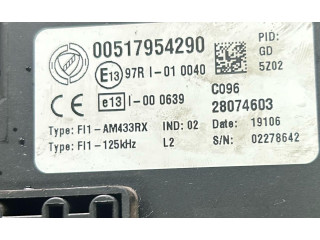 00517954290
PID:
GD
5Z02
E13 97R I-01 0040
CE e13 I-00 0639
C096
28074603
Type: FI1-AM433RX IND: 02 Date: 19106
Type: FI1-125kHz L2 S/N: 02278642